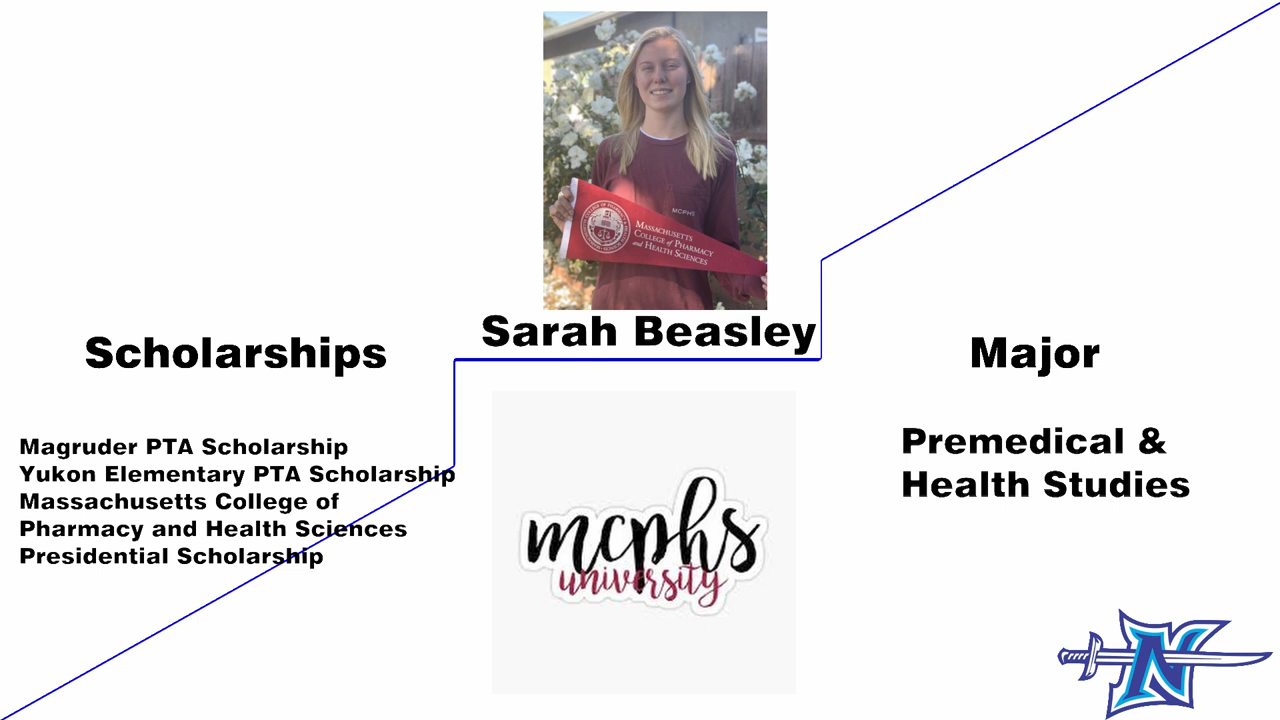 MCPHS
MASSACHUSETTS
COLLEGE of PHARMACY
and HEALTH SCIENCES
Sarah Beasley
Scholarships
Magruder PTA Scholarship
Yukon Elementary PTA Scholarship
Massachusetts College of
Pharmacy and Health Sciences
Presidential Scholarship
Major
Premedical &
Health Studies
mcphs
university
N